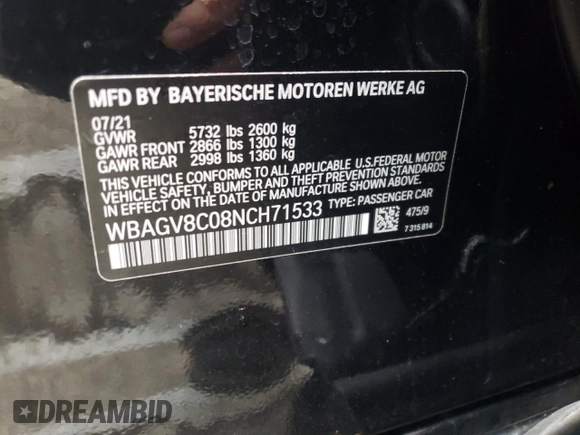 MFD BY BAYERISCHE MOTOREN WERKE AG
07/21
GVWR 5732 lbs 2600 kg
GAWR FRONT 2866 lbs 1300 kg
GAWR REAR 2998 lbs 1360 kg
THIS VEHICLE CONFORMS TO ALL APPLICABLE U.S.FEDERAL MOTOR
VEHICLE SAFETY, BUMPER AND THEFT PREVENTION STANDARDS
IN EFFECT ON THE DATE OF MANUFACTURE SHOWN ABOVE.
WBAGV8C08NCH71533 TYPE: PASSENGER CAR
475/9
7 315 814
DREAMBID